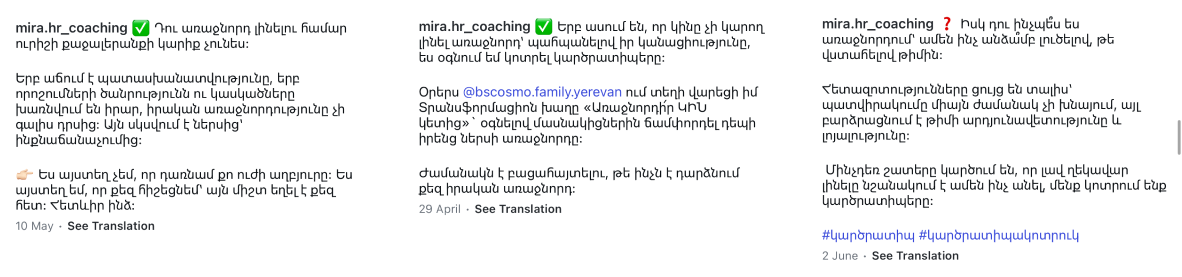 mira.hr_coaching ✅ Դու առաջնորդ լինելու համար
ուրիշի քաջալերանքի կարիք չունես:
Երբ աճում է պատասխանատվությունը, երբ
որոշումների ծանրությունն ու կասկածները
խառնվում են իրար, իրական առաջնորդությունը չի
գալիս դրսից: Այն սկսվում է ներսից՝
ինքնաճանաչումից:
👉🏻 Ես այստեղ չեմ, որ դառնամ քո ուժի աղբյուրը: Ես
այստեղ եմ, որ քեզ հիշեցնեմ՝ այն միշտ եղել է քեզ
հետ: Հետևիր ինձ:
10 May · See Translation
mira.hr_coaching ✅ Երբ ասում են, որ կինը չի կարող
լինել առաջնորդ՝ պահպանելով իր կանացիությունը,
ես օգնում եմ կոտրել կարծրատիպերը:
Օրերս @bscosmo.family.yerevan ում տեղի վարեցի իմ
Տրանսֆորմացիոն խաղը «Առաջնորդի՛ր ԿԻՆ
կետից»` օգնելով մասնակիցներին ճամփորդել դեպի
իրենց ներսի առաջնորդը:
Ժամանակն է բացահայտելու, թե ինչն է դարձնում
քեզ իրական առաջնորդ:
29 April · See Translation
mira.hr_coaching ❓ Իսկ դու ինչպե՞ս ես
առաջնորդում՝ ամեն ինչ անձա՞մբ լուծելով, թե
վստահելով թիմին:
Հետազոտությունները ցույց են տալիս՝
պատվիրակումը միայն ժամանակ չի խնայում, այլ
բարձրացնում է թիմի արդյունավետությունը և
լոյալությունը:
Մինչդեռ շատերը կարծում են, որ լավ ղեկավար
լինելը նշանակում է ամեն ինչ անել, մենք կոտրում ենք
կարծրատիպերը:
#կարծրատիպ #կարծրատիպակոտրուկ
2 June · See Translation